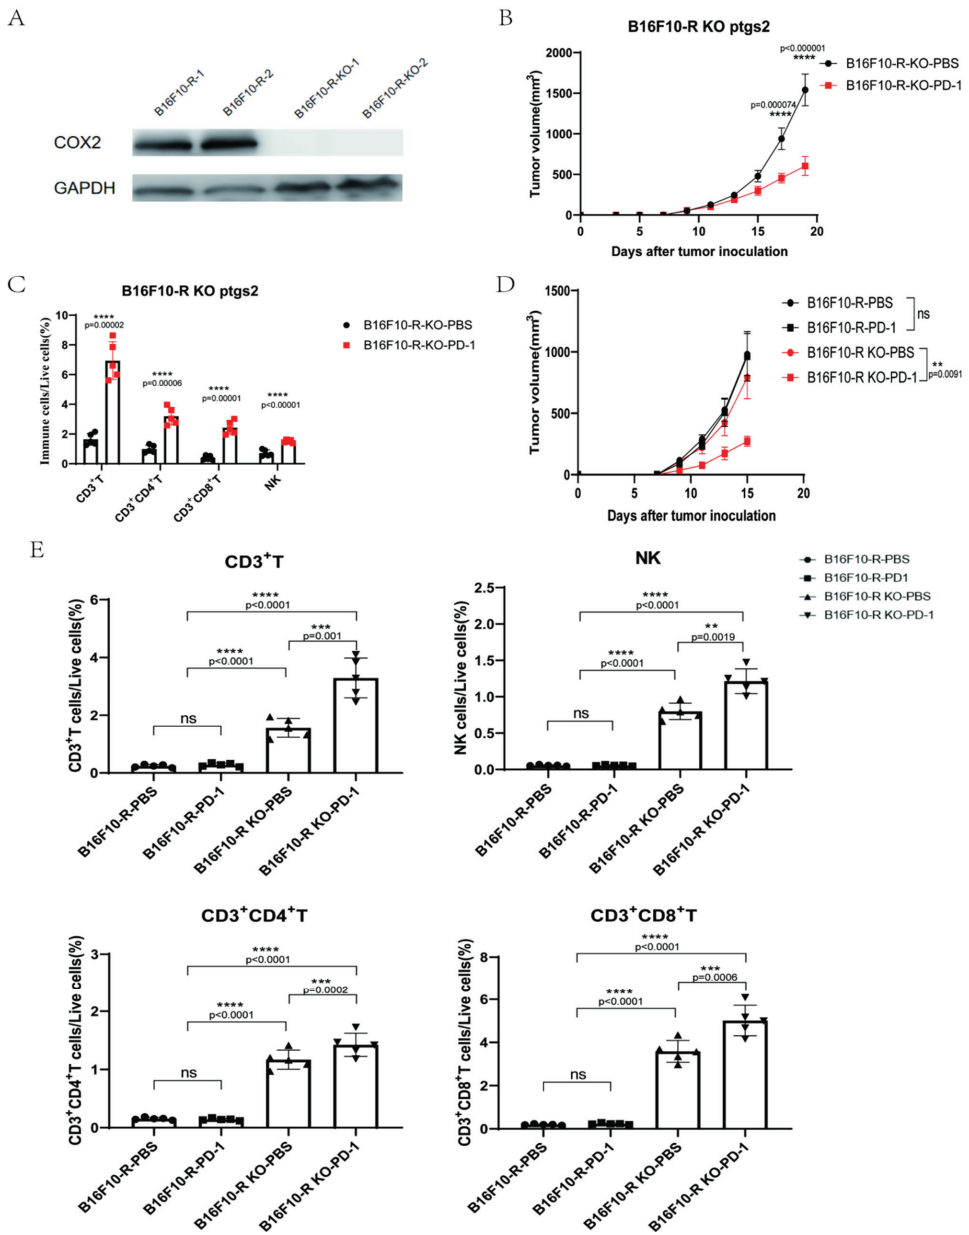 A
B16F10-R-1
B16F10-R-2
B16F10-R-KO-1
B16F10-R-KO-2
COX2
GAPDH
B
B16F10-R KO ptgs2
Tumor volume(mm³)
2000
1500
1000
500
0
0 5 10 15 20
Days after tumor inoculation
p=0.000074
****
p<0.000001
****
B16F10-R-KO-PBS
B16F10-R-KO-PD-1
C
B16F10-R KO ptgs2
Immune cells/Live cells(%)
10
8
6
4
2
0
****
p=0.00002
****
p=0.00006
****
p=0.00001
****
p<0.00001
CD3⁺T
CD3⁺CD4⁺T
CD3⁺CD8⁺T
NK
B16F10-R-KO-PBS
B16F10-R-KO-PD-1
D
Tumor volume(mm³)
1500
1000
500
0
0 5 10 15 20
Days after tumor inoculation
B16F10-R-PBS
B16F10-R-PD-1
ns
B16F10-R KO-PBS
B16F10-R KO-PD-1
**
p=0.0091
E
CD3⁺T
CD3⁺T cells/Live cells(%)
6
4
2
0
****
p<0.0001
***
p=0.001
****
p<0.0001
ns
B16F10-R-PBS
B16F10-R-PD-1
B16F10-R KO-PBS
B16F10-R KO-PD-1
NK
NK cells/Live cells(%)
2.5
2.0
1.5
1.0
0.5
0.0
****
p<0.0001
**
p=0.0019
****
p<0.0001
ns
B16F10-R-PBS
B16F10-R-PD-1
B16F10-R KO-PBS
B16F10-R KO-PD-1
B16F10-R-PBS
B16F10-R-PD1
B16F10-R KO-PBS
B16F10-R KO-PD-1
CD3⁺CD4⁺T
CD3⁺CD4⁺T cells/Live cells(%)
3
2
1
0
****
p<0.0001
***
p=0.0002
****
p<0.0001
ns
B16F10-R-PBS
B16F10-R-PD-1
B16F10-R KO-PBS
B16F10-R KO-PD-1
CD3⁺CD8⁺T
CD3⁺CD8⁺T cells/Live cells(%)
8
6
4
2
0
****
p<0.0001
***
p=0.0006
****
p<0.0001
ns
B16F10-R-PBS
B16F10-R-PD-1
B16F10-R KO-PBS
B16F10-R KO-PD-1